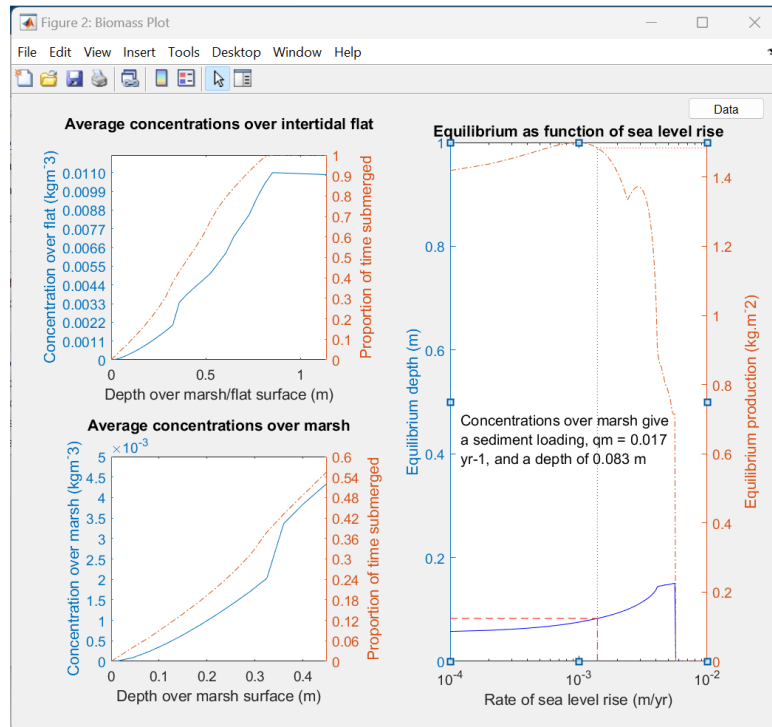 Figure 2: Biomass Plot
File Edit View Insert Tools Desktop Window Help
Data
Average concentrations over intertidal flat
Concentration over flat (kgm-3)
0.0110
0.0099
0.0088
0.0077
0.0066
0.0055
0.0044
0.0033
0.0022
0.0011
0
1
0.9
0.8
0.7
0.6
0.5
0.4
0.3
0.2
0.1
0
Proportion of time submerged
0 0.5 1
Depth over marsh/flat surface (m)
Average concentrations over marsh
×10-3
Concentration over marsh (kgm-3)
5
4.5
4
3.5
3
2.5
2
1.5
1
0.5
0
0.6
0.54
0.48
0.42
0.36
0.3
0.24
0.18
0.12
0.06
0
Proportion of time submerged
0 0.1 0.2 0.3 0.4
Depth over marsh surface (m)
Equilibrium as function of sea level rise
Equilibrium depth (m)
1
0.8
0.6
0.4
0.2
0
Concentrations over marsh give
a sediment loading, qm = 0.017
yr-1, and a depth of 0.083 m
1.4
1.2
1
0.8
0.6
0.4
0.2
0
Equilibrium production (kg.m-2)
10-4 10-3 10-2
Rate of sea level rise (m/yr)